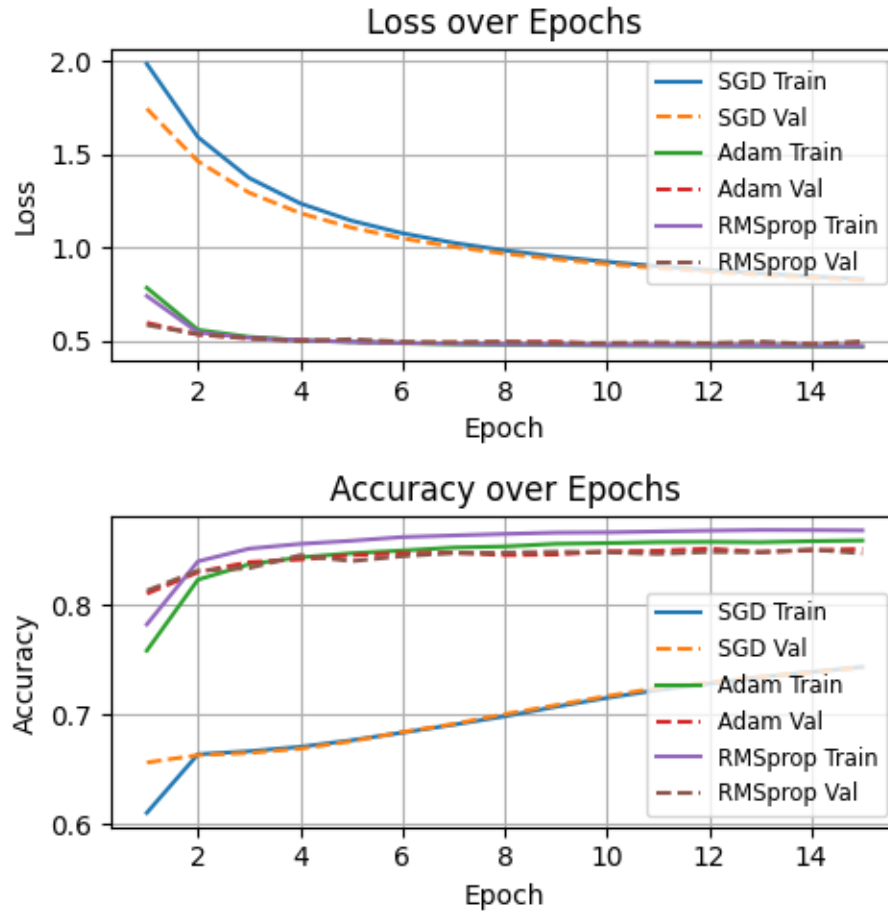 Loss over Epochs
2.0
1.5
1.0
0.5
Loss
SGD Train
SGD Val
Adam Train
Adam Val
RMSprop Train
RMSprop Val
2 4 6 8 10 12 14
Epoch
Accuracy over Epochs
0.8
0.7
0.6
Accuracy
SGD Train
SGD Val
Adam Train
Adam Val
RMSprop Train
RMSprop Val
2 4 6 8 10 12 14
Epoch